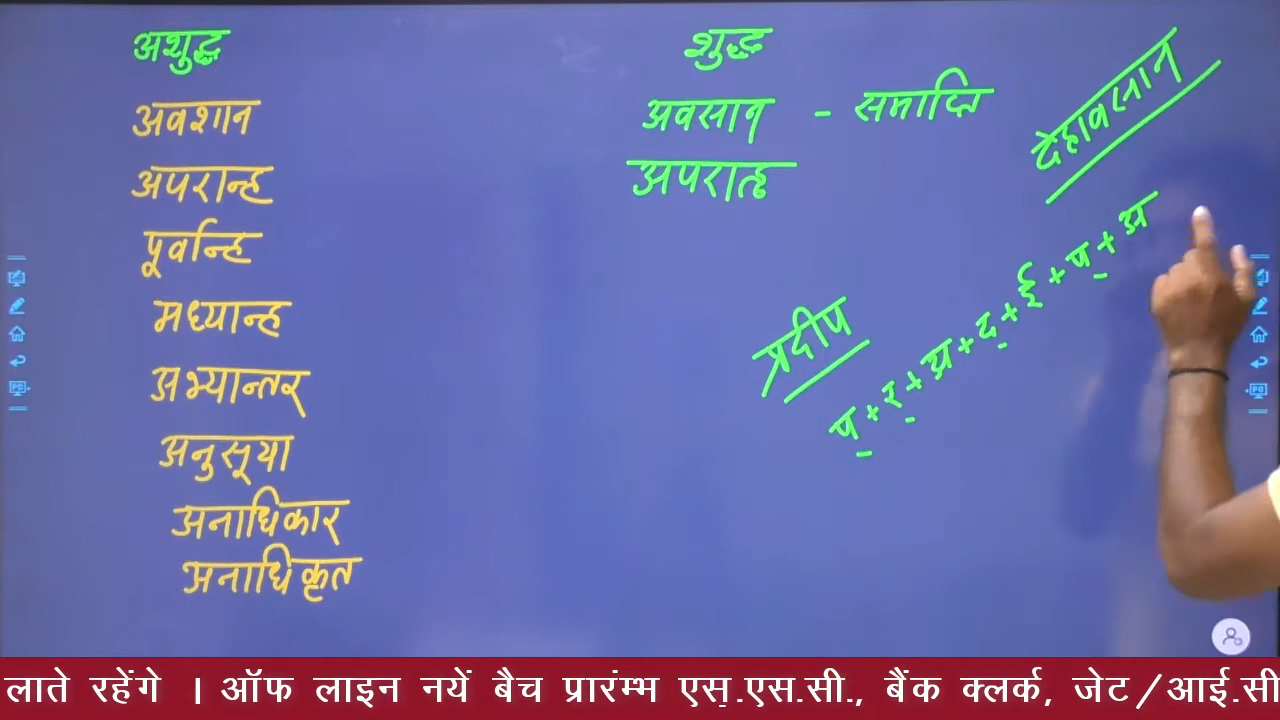 अशुद्ध शुद्ध
अवशान अवसान - समाप्ति देहावसान
अपरान्ह अपराह्न
पूर्वान्ह
मध्यान्ह प्रदीप
अभ्यान्तर प् + र् + अ + द् + ई + प् + अ
अनुसूया
अनाधिकार
अनाधिकृत
लाते रहेंगे । ऑफ लाइन नयें बैच प्रारंम्भ एस.एस.सी., बैंक क्लर्क, जेट/आई.सी